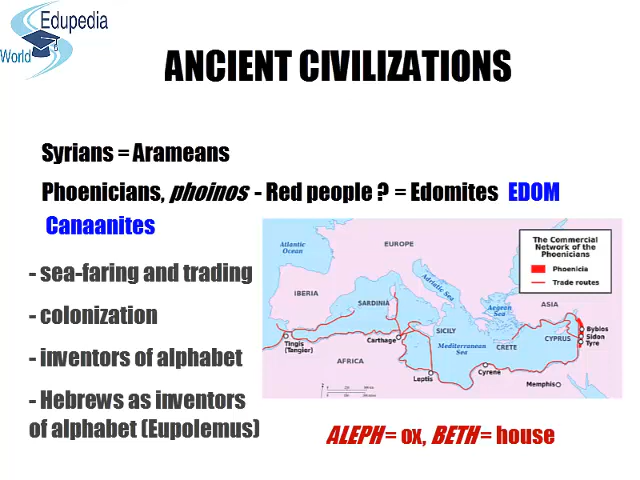 Edupedia
World
ANCIENT CIVILIZATIONS
Syrians = Arameans
Phoenicians, phoinos - Red people ? = Edomites EDOM
Canaanites
- sea-faring and trading
- colonization
- inventors of alphabet
- Hebrews as inventors
of alphabet (Eupolemus)
The Commercial
Network of the
Phoenicians
Phoenicia
Trade routes
Atlantic
Ocean
EUROPE
IBERIA
Adriatic Sea
SARDINIA
Aegean
Sea
ASIA
SICILY
CRETE
CYPRUS
Byblos
Sidon
Tyre
Tingis
(Tangier)
Carthage
Mediterranean
Sea
AFRICA
Leptis
Cyrene
Memphis
ALEPH = ox, BETH = house